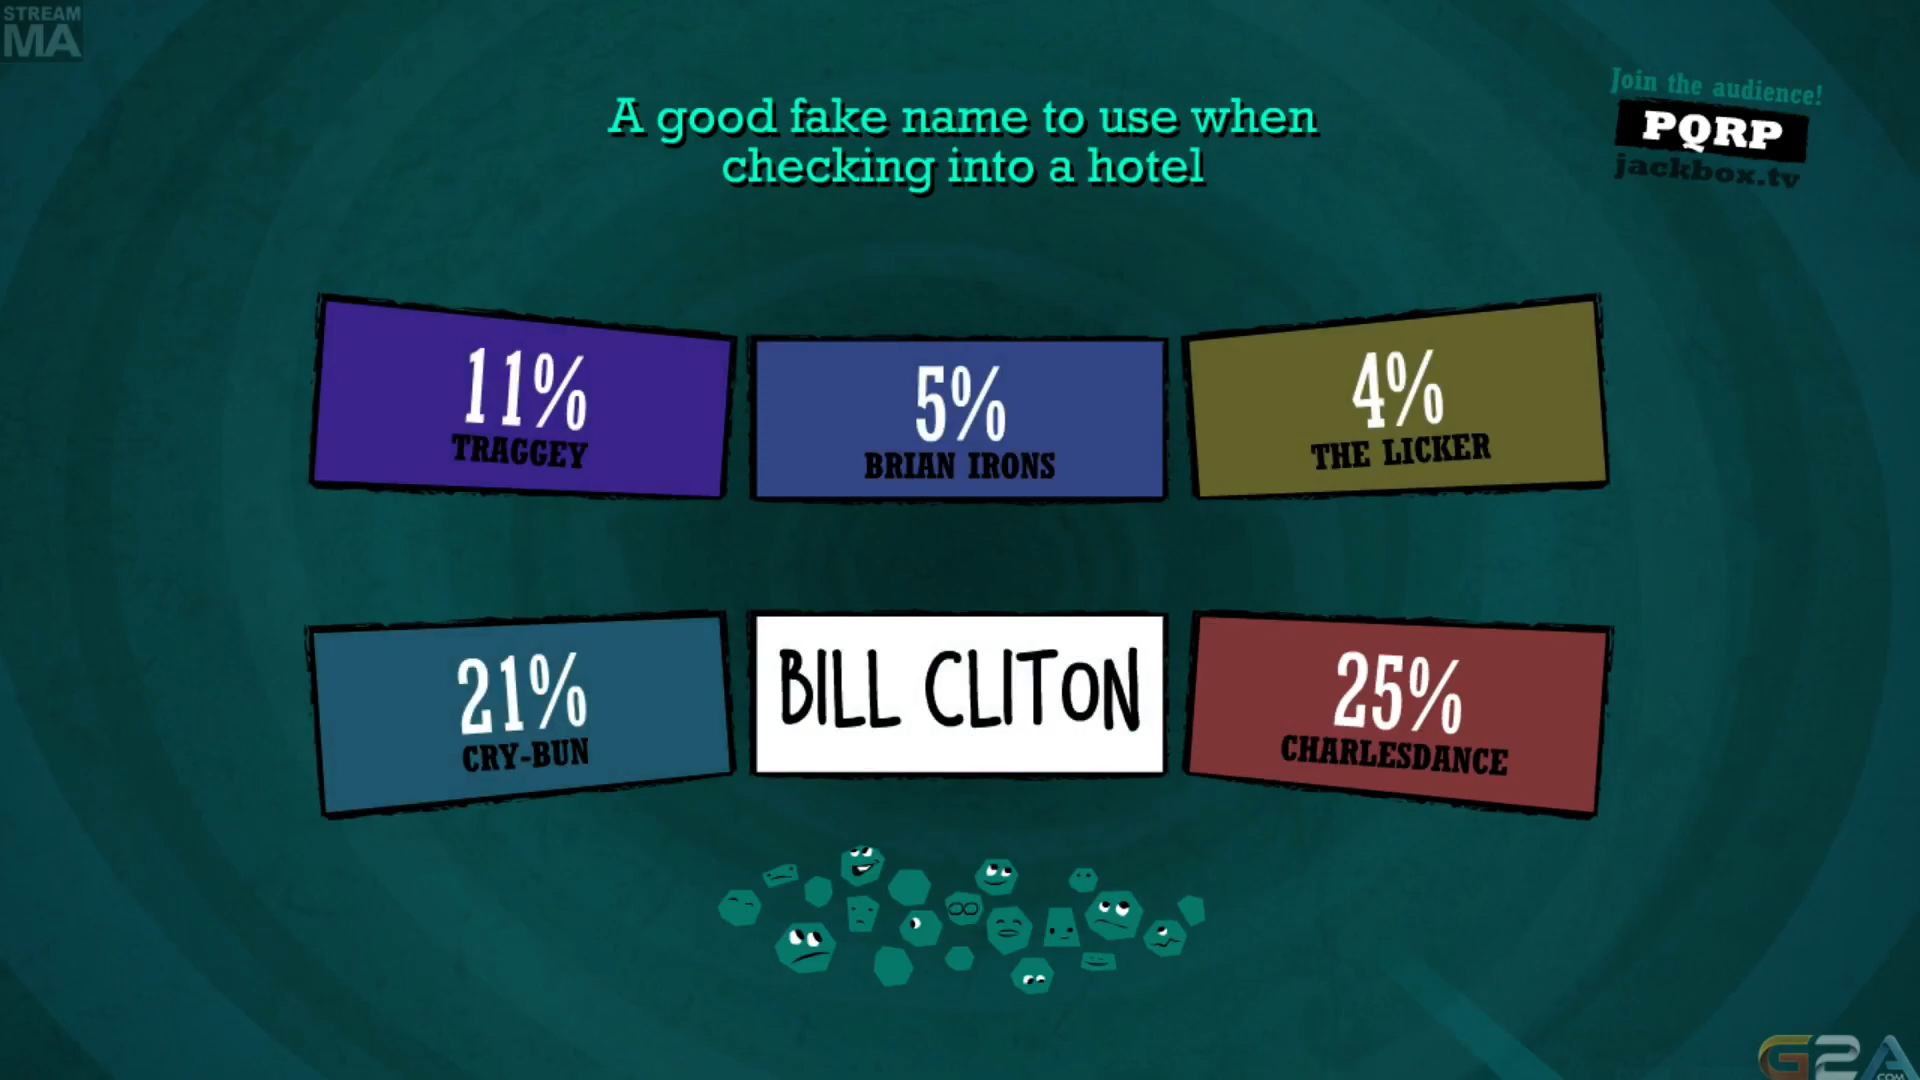 STREAM
MA
Join the audience!
PQRP
jackbox.tv
A good fake name to use when
checking into a hotel
11%
TRAGGEY
5%
BRIAN IRONS
4%
THE LICKER
21%
CRY-BUN
BILL CLITON
25%
CHARLESDANCE
G2A
.COM